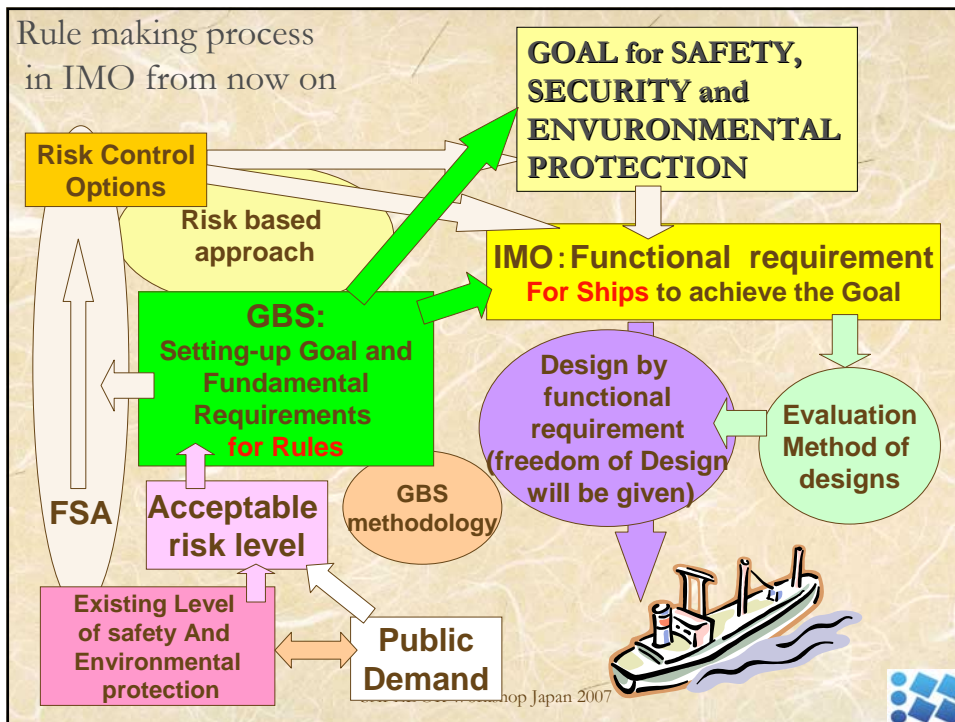 Rule making process
in IMO from now on
GOAL for SAFETY,
SECURITY and
ENVURONMENTAL
PROTECTION
Risk Control
Options
Risk based
approach
IMO:Functional requirement
For Ships to achieve the Goal
GBS:
Setting-up Goal and
Fundamental
Requirements
for Rules
Design by
functional
requirement
(freedom of Design
will be given)
Evaluation
Method of
designs
FSA
Acceptable
risk level
GBS
methodology
Existing Level
of safety And
Environmental
protection
Public
Demand
Japan 2007